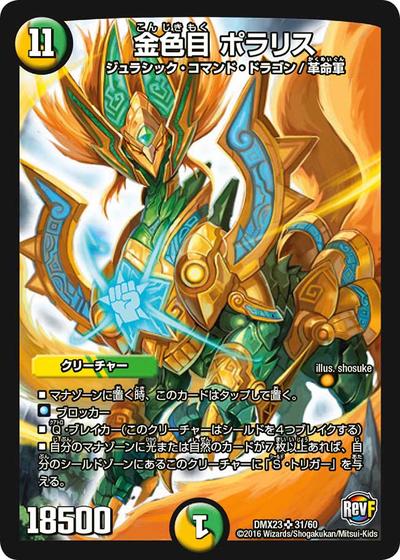 11
こんじきもく
金色目 ポラリス
かくめいぐん
ジュラシック・コマンド・ドラゴン/革命軍
クリーチャー
illus. shosuke
■ マナゾーンに置く時、このカードはタップして置く。
■ ブロッカー
■ Q・ブレイカー(このクリーチャーはシールドを4つブレイクする)
■ 自分のマナゾーンに光または自然のカードが7枚以上あれば、自
分のシールドゾーンにあるこのクリーチャーに「S・トリガー」を与
える。
18500
1
RevF
DMX23 31/60
©2016 Wizards/Shogakukan/Mitsui-Kids